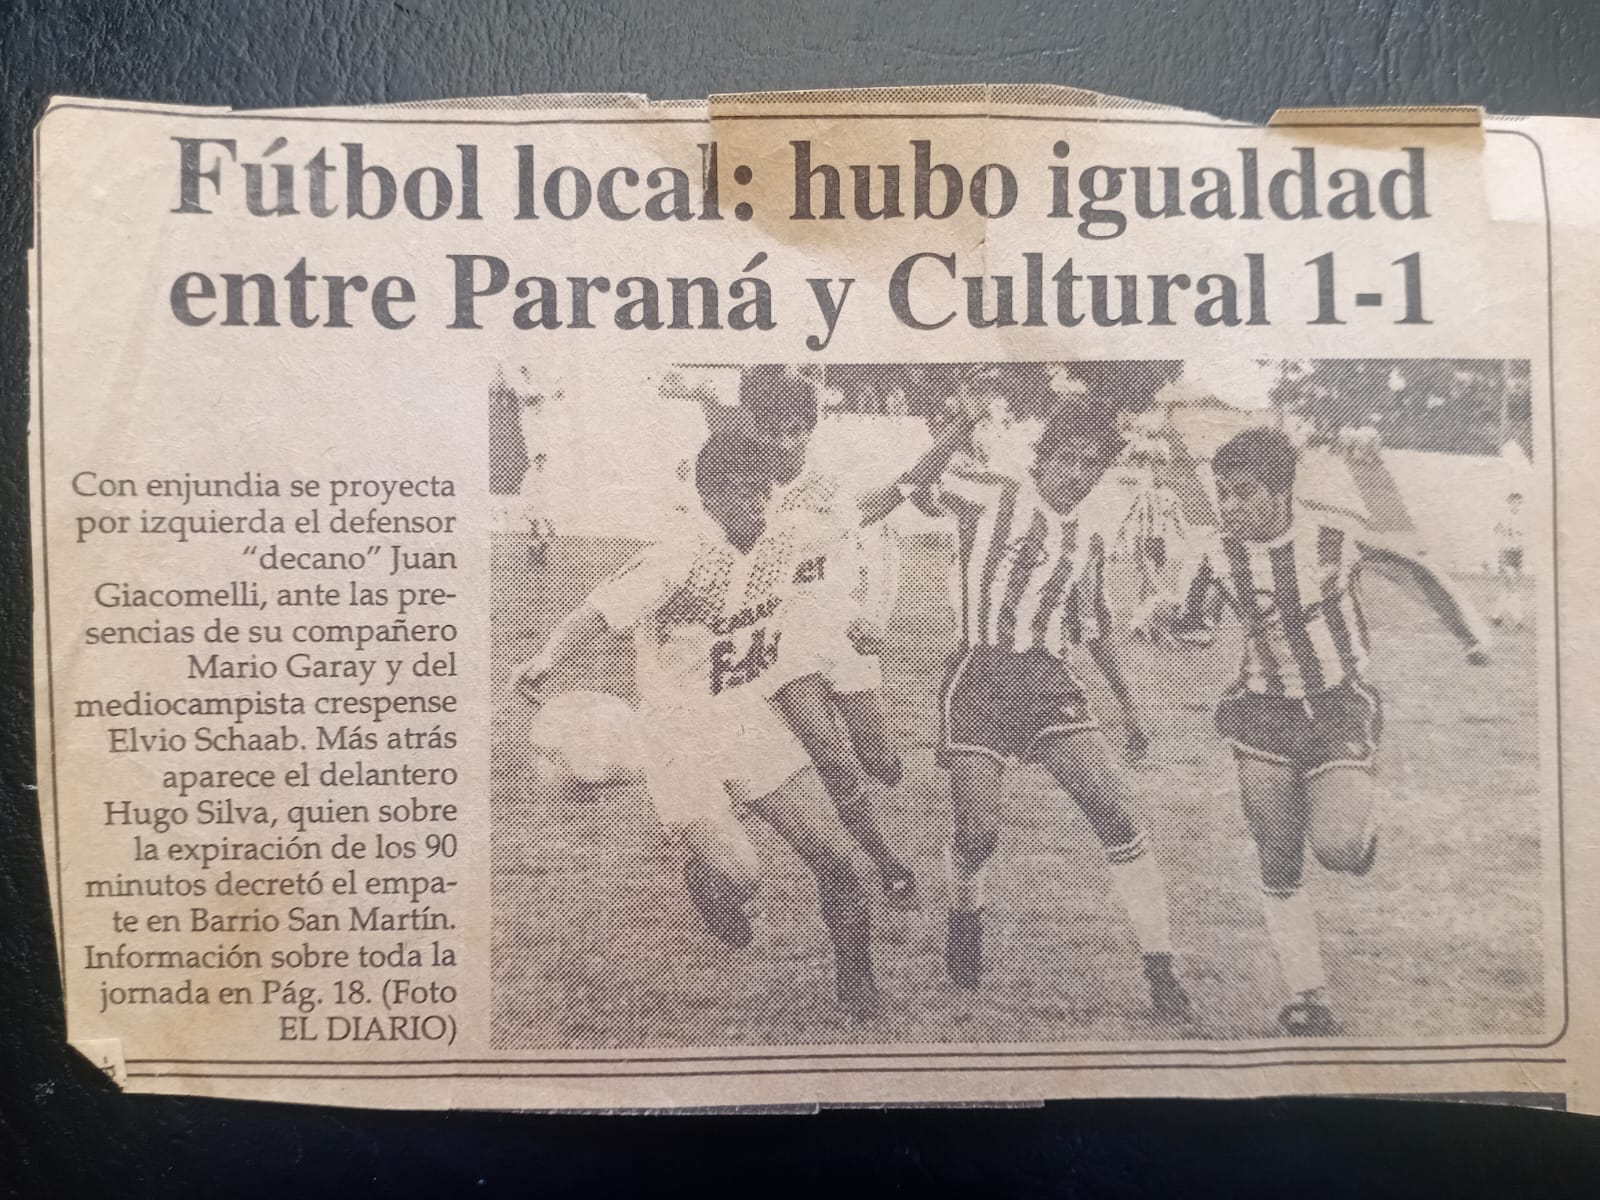 Fútbol local: hubo igualdad
entre Paraná y Cultural 1-1
Con enjundia se proyecta
por izquierda el defensor
“decano” Juan
Giacomelli, ante las pre-
sencias de su compañero
Mario Garay y del
mediocampista crespense
Elvio Schaab. Más atrás
aparece el delantero
Hugo Silva, quien sobre
la expiración de los 90
minutos decretó el empa-
te en Barrio San Martín.
Información sobre toda la
jornada en Pág. 18. (Foto
EL DIARIO)